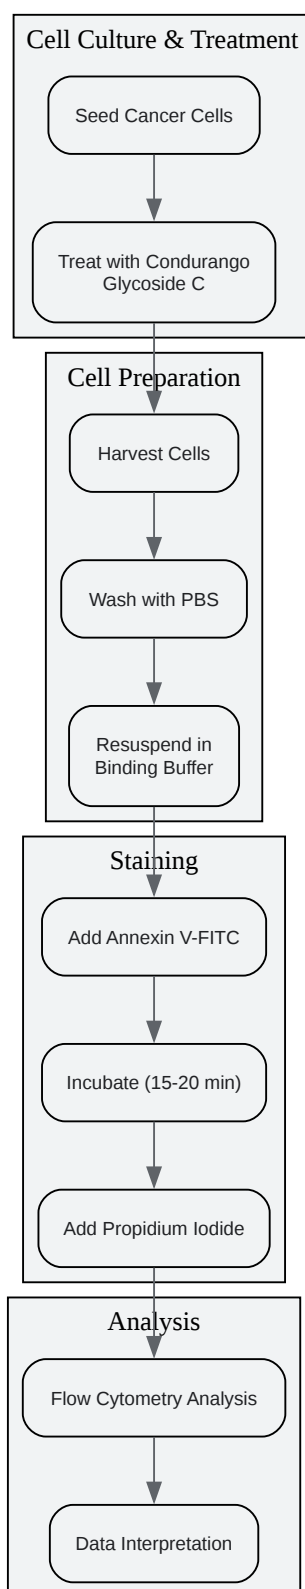 Cell Culture & Treatment
Seed Cancer Cells
Treat with Condurango
Glycoside C
Cell Preparation
Harvest Cells
Wash with PBS
Resuspend in
Binding Buffer
Staining
Add Annexin V-FITC
Incubate (15-20 min)
Add Propidium Iodide
Analysis
Flow Cytometry Analysis
Data Interpretation